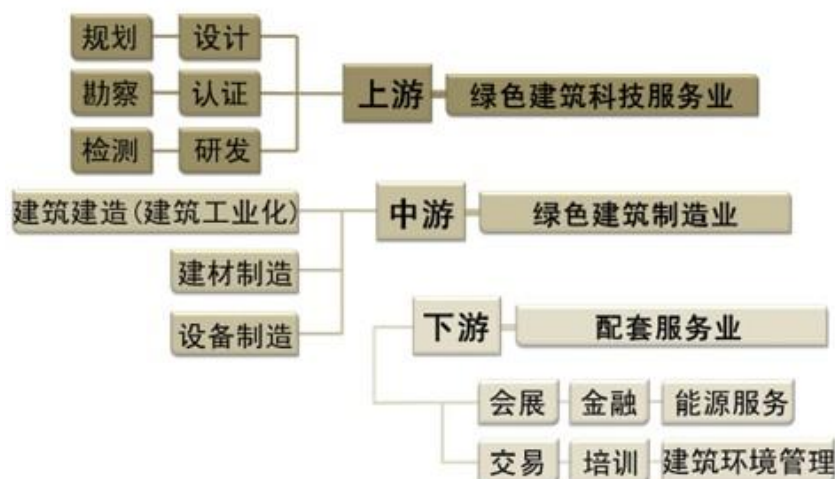 规划 设计
勘察 认证 上游 绿色建筑科技服务业
检测 研发
建筑建造(建筑工业化) 中游 绿色建筑制造业
建材制造
设备制造
下游 配套服务业
会展 金融 能源服务
交易 培训 建筑环境管理